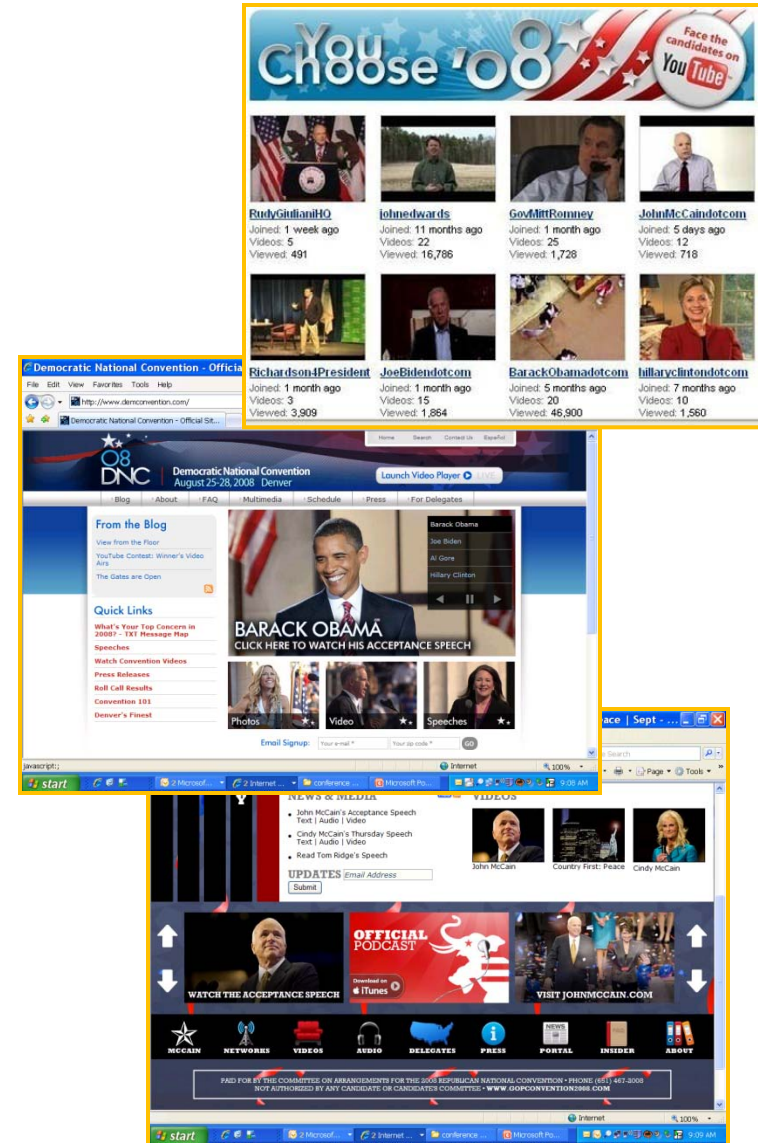 You Choose '08
Face the candidates on
YouTube
RudyGiulianiHQ
Joined: 1 week ago
Videos: 5
Viewed: 491
johnedwards
Joined: 11 months ago
Videos: 22
Viewed: 16,786
GovMittRomney
Joined: 1 month ago
Videos: 25
Viewed: 1,728
JohnMcCaindotcom
Joined: 5 days ago
Videos: 12
Viewed: 718
Richardson4President
Joined: 1 month ago
Videos: 3
Viewed: 3,909
JoeBidendotcom
Joined: 1 month ago
Videos: 15
Viewed: 1,864
BarackObamadotcom
Joined: 5 months ago
Videos: 20
Viewed: 46,900
hillaryclintondotcom
Joined: 7 months ago
Videos: 10
Viewed: 1,560
Democratic National Convention - Official
File Edit View Favorites Tools Help
http://www.demconvention.com/
Democratic National Convention - Official Sit...
Home Search Contact Us Español
08
DNC
Democratic National Convention
August 25-28, 2008 Denver
Launch Video Player LIVE
Blog About FAQ Multimedia Schedule Press For Delegates
From the Blog
View from the Floor
YouTube Contest: Winner's Video
Airs
The Gates are Open
Quick Links
What's Your Top Concern in
2008? - TXT Message Map
Speeches
Watch Convention Videos
Press Releases
Roll Call Results
Convention 101
Denver's Finest
Barack Obama
Joe Biden
Al Gore
Hillary Clinton
BARACK OBAMA
CLICK HERE TO WATCH HIS ACCEPTANCE SPEECH
Photos
Video
Speeches
Email Signup: Your e-mail * Your zip code * GO
javascript:; Internet 100%
start 2 Microsof... 2 Internet ... conference ... Microsoft Po... 9:08 AM
ace | Sept - ...
Search
Page Tools
NEWS & MEDIA
John McCain's Acceptance Speech
Text | Audio | Video
Cindy McCain's Thursday Speech
Text | Audio | Video
Read Tom Ridge's Speech
UPDATES Email Address
Submit
VIDEOS
John McCain
Country First: Peace
Cindy McCain
WATCH THE ACCEPTANCE SPEECH
OFFICIAL
PODCAST
Download on
iTunes
VISIT JOHNMCCAIN.COM
MCCAIN NETWORKS VIDEOS AUDIO DELEGATES PRESS PORTAL INSIDER ABOUT
PAID FOR BY THE COMMITTEE ON ARRANGEMENTS FOR THE 2008 REPUBLICAN NATIONAL CONVENTION • PHONE (651) 467-2008
NOT AUTHORIZED BY ANY CANDIDATE OR CANDIDATE'S COMMITTEE • WWW.GOPCONVENTION2008.COM
Internet 100%
start 2 Microsof... 2 Internet ... conference ... Microsoft Po... 9:09 AM